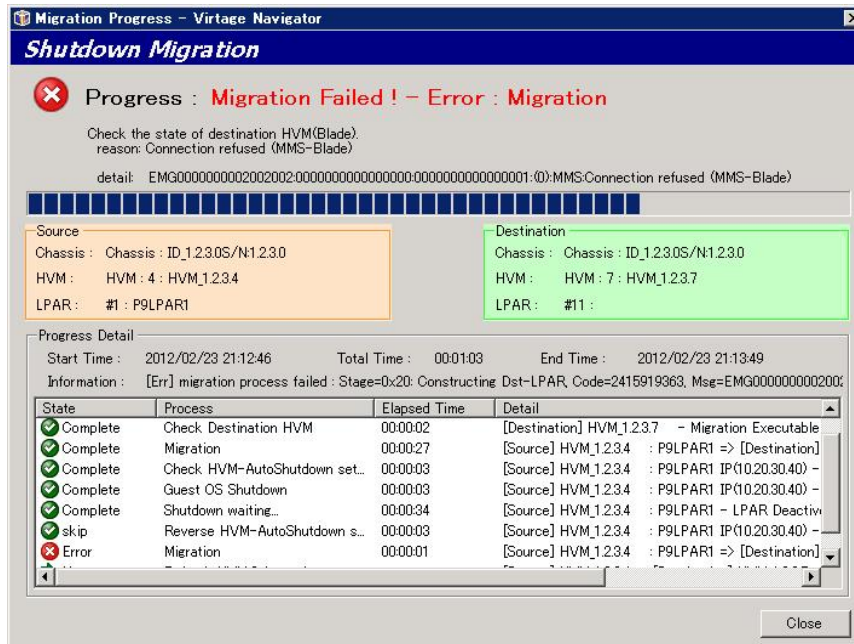 Migration Progress - Virtage Navigator
Shutdown Migration
Progress : Migration Failed ! - Error : Migration
Check the state of destination HVM(Blade).
reason: Connection refused (MMS-Blade)
detail: EMG0000000002002002:0000000000000000:0000000000000001:(0):MMS:Connection refused (MMS-Blade)
Source
Chassis : Chassis : ID_1.2.3.0S/N:1.2.3.0
HVM : HVM : 4 : HVM_1.2.3.4
LPAR : #1 : P9LPAR1
Destination
Chassis : Chassis : ID_1.2.3.0S/N:1.2.3.0
HVM : HVM : 7 : HVM_1.2.3.7
LPAR : #11 :
Progress Detail
Start Time : 2012/02/23 21:12:46 Total Time : 00:01:03 End Time : 2012/02/23 21:13:49
Information : [Err] migration process failed : Stage=0x20: Constructing Dst-LPAR, Code=2415919363, Msg=EMG000000000200
State Process Elapsed Time Detail
Complete Check Destination HVM 00:00:02 [Destination] HVM_1.2.3.7 - Migration Executable
Complete Migration 00:00:27 [Source] HVM_1.2.3.4 : P9LPAR1 => [Destination]
Complete Check HVM-AutoShutdown set... 00:00:03 [Source] HVM_1.2.3.4 : P9LPAR1 IP(10.20.30.40) -
Complete Guest OS Shutdown 00:00:03 [Source] HVM_1.2.3.4 : P9LPAR1 IP(10.20.30.40) -
Complete Shutdown waiting... 00:00:34 [Source] HVM_1.2.3.4 : P9LPAR1 - LPAR Deactiv
skip Reverse HVM-AutoShutdown s... 00:00:03 [Source] HVM_1.2.3.4 : P9LPAR1 IP(10.20.30.40) -
Error Migration 00:00:01 [Source] HVM_1.2.3.4 : P9LPAR1 => [Destination]
Close